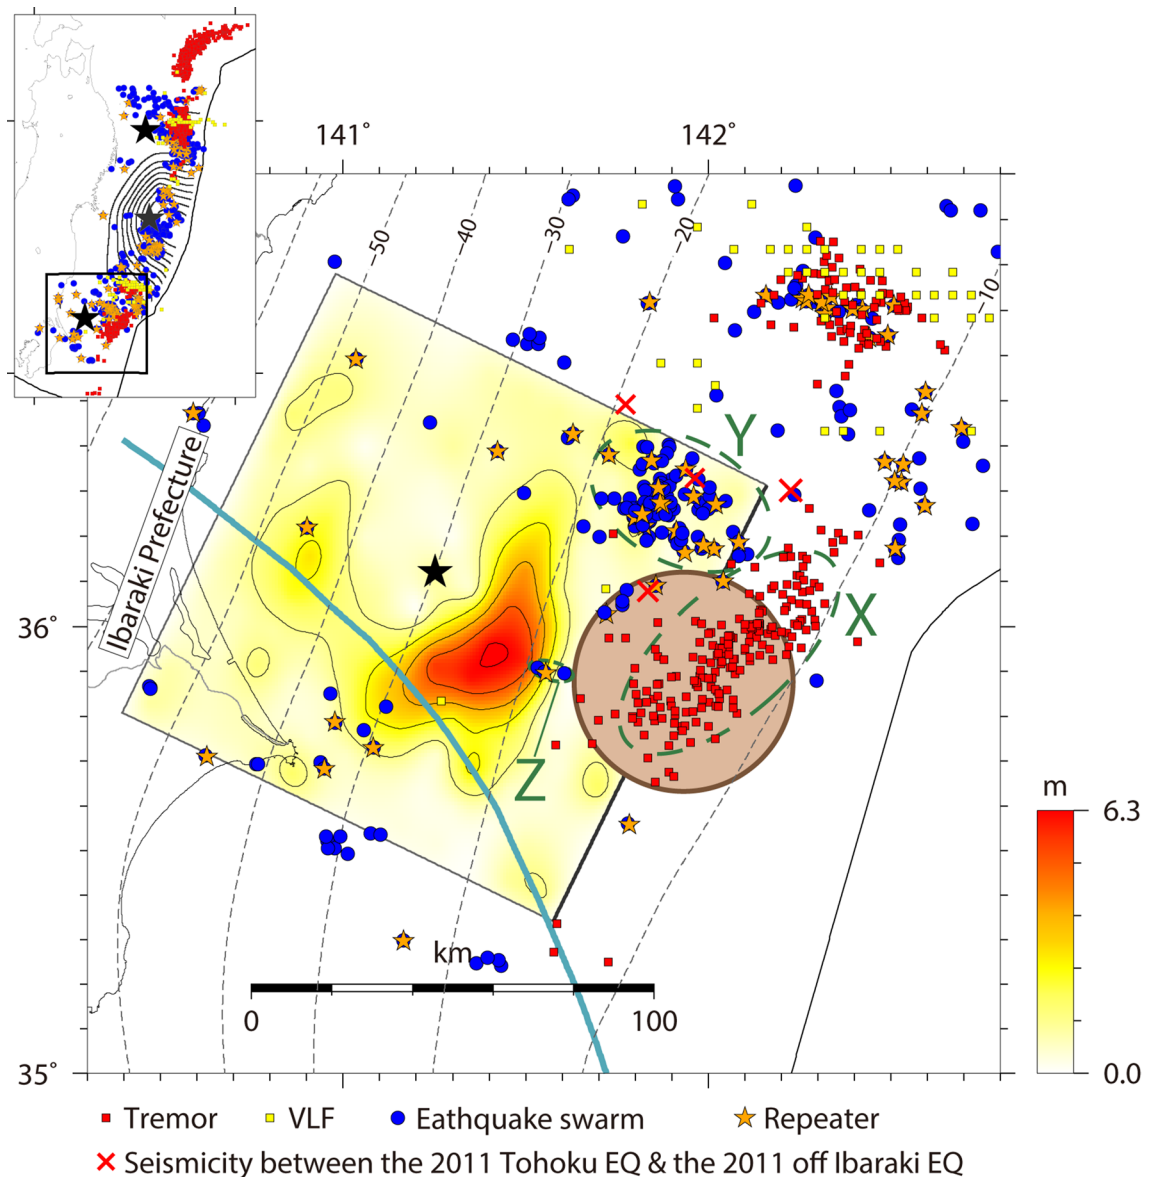 141°
142°
50
40
30
20
10
Y
Ibaraki Prefecture
36°
X
Z
m
6.3
km
0
100
35°
0.0
Tremor
VLF
Eathquake swarm
Repeater
Seismicity between the 2011 Tohoku EQ & the 2011 off Ibaraki EQ